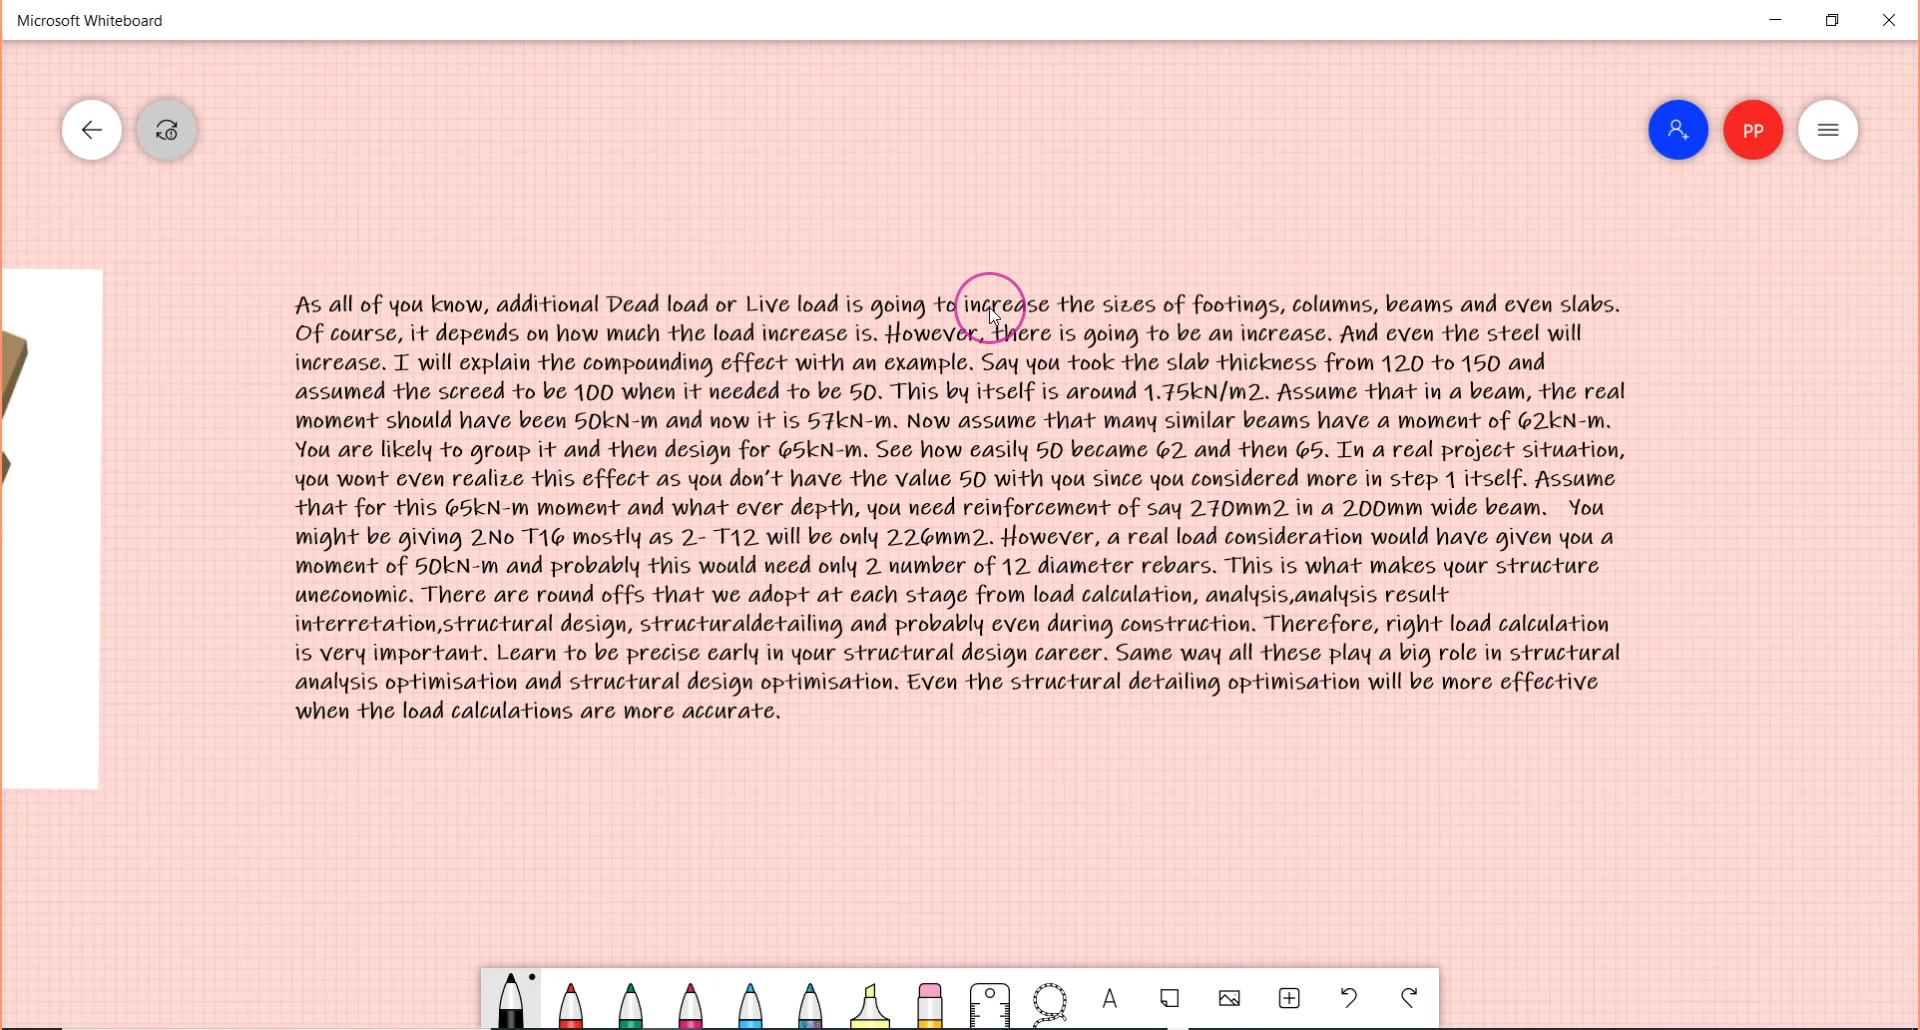 Microsoft Whiteboard
PP
As all of you know, additional Dead load or Live load is going to increase the sizes of footings, columns, beams and even slabs.
Of course, it depends on how much the load increase is. However, there is going to be an increase. And even the steel will
increase. I will explain the compounding effect with an example. Say you took the slab thickness from 120 to 150 and
assumed the screed to be 100 when it needed to be 50. This by itself is around 1.75kN/m2. Assume that in a beam, the real
moment should have been 50kN-m and now it is 57kN-m. Now assume that many similar beams have a moment of 62kN-m.
You are likely to group it and then design for 65kN-m. See how easily 50 became 62 and then 65. In a real project situation,
you wont even realize this effect as you don't have the value 50 with you since you considered more in step 1 itself. Assume
that for this 65kN-m moment and what ever depth, you need reinforcement of say 270mm2 in a 200mm wide beam. You
might be giving 2No T16 mostly as 2- T12 will be only 226mm2. However, a real load consideration would have given you a
moment of 50kN-m and probably this would need only 2 number of 12 diameter rebars. This is what makes your structure
uneconomic. There are round offs that we adopt at each stage from load calculation, analysis,analysis result
interretation,structural design, structuraldetailing and probably even during construction. Therefore, right load calculation
is very important. Learn to be precise early in your structural design career. Same way all these play a big role in structural
analysis optimisation and structural design optimisation. Even the structural detailing optimisation will be more effective
when the load calculations are more accurate.
A